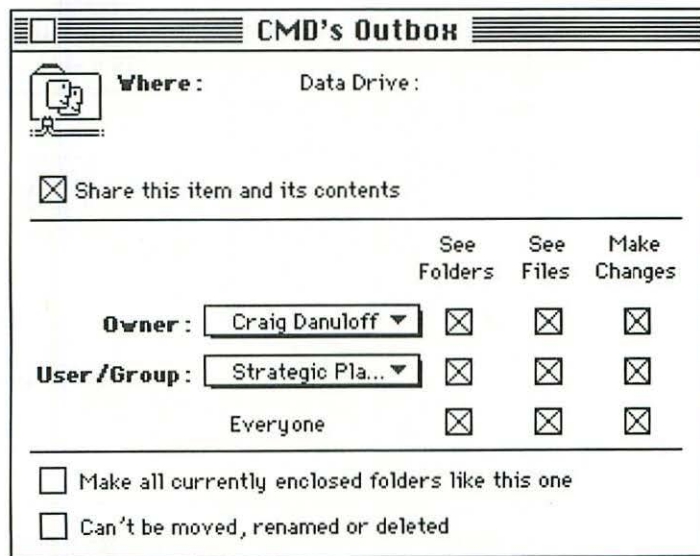 CMD's Outbox
Where: Data Drive:
Share this item and its contents
See See Make
Folders Files Changes
Owner: Craig Danuloff
User/Group: Strategic Pla...
Everyone
Make all currently enclosed folders like this one
Can't be moved, renamed or deleted